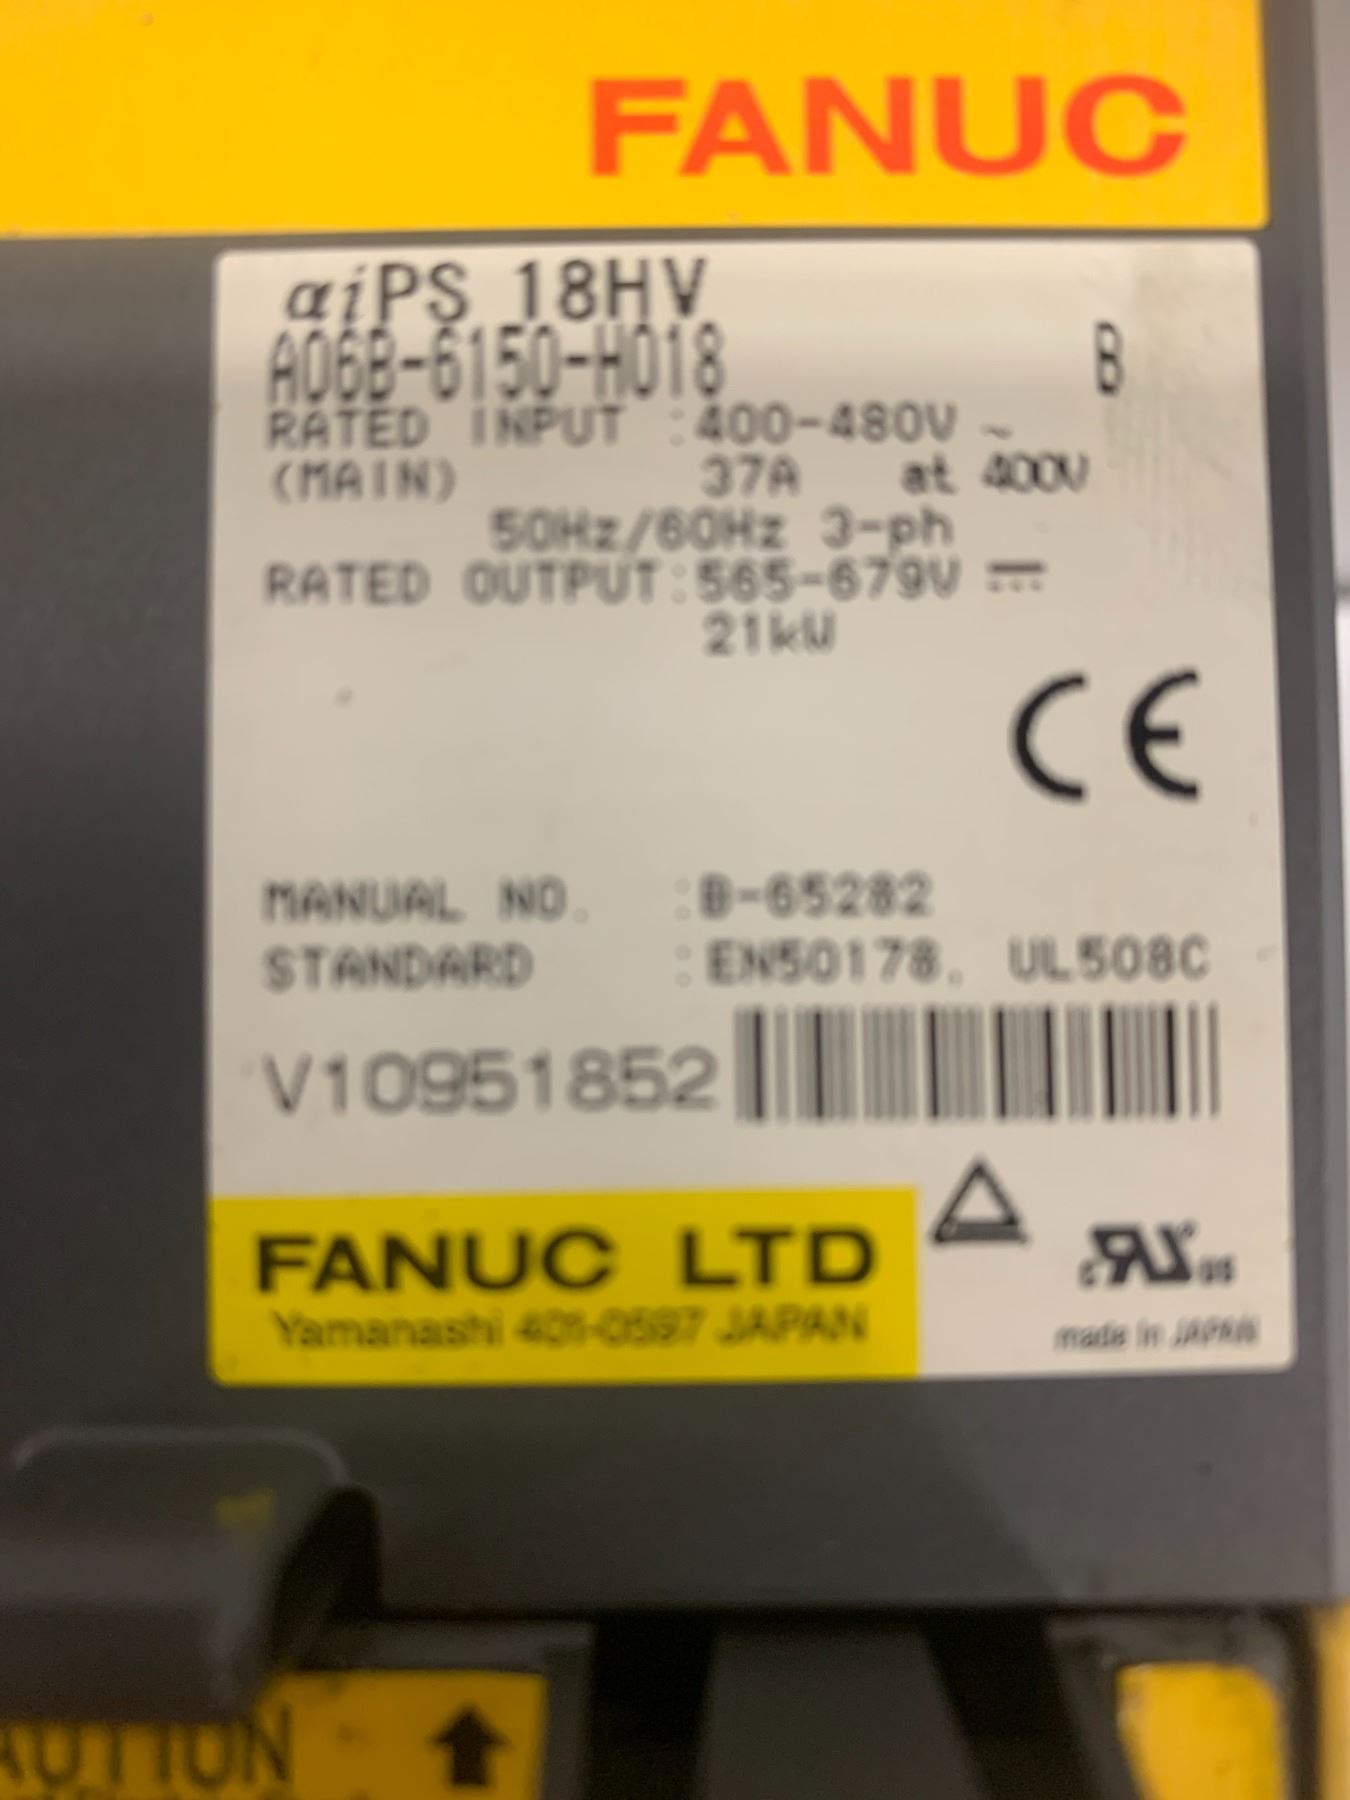 FANUC
αiPS 18HV
A06B-6150-H018 B
RATED INPUT :400-480V ~
(MAIN) 37A at 400V
50Hz/60Hz 3-ph
RATED OUTPUT:565-679V ⎓
21kW
CE
MANUAL NO. :B-65282
STANDARD :EN50178, UL508C
V10951852
FANUC LTD
Yamanashi 401-0597 JAPAN
c RU us
made in JAPAN